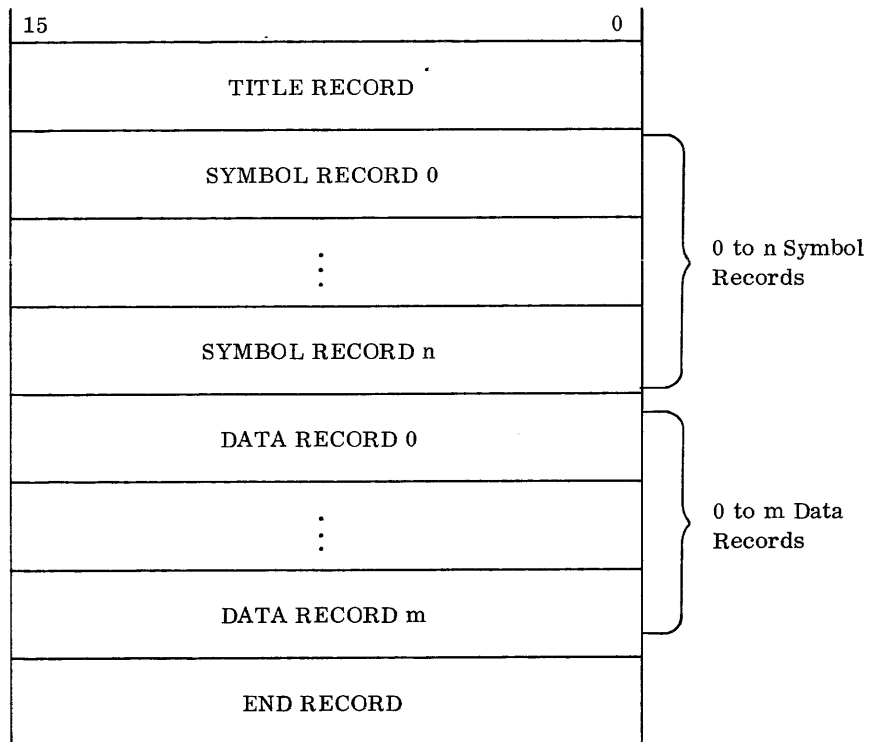 15 0
TITLE RECORD
SYMBOL RECORD 0
⋮
SYMBOL RECORD n
0 to n Symbol
Records
DATA RECORD 0
⋮
DATA RECORD m
0 to m Data
Records
END RECORD